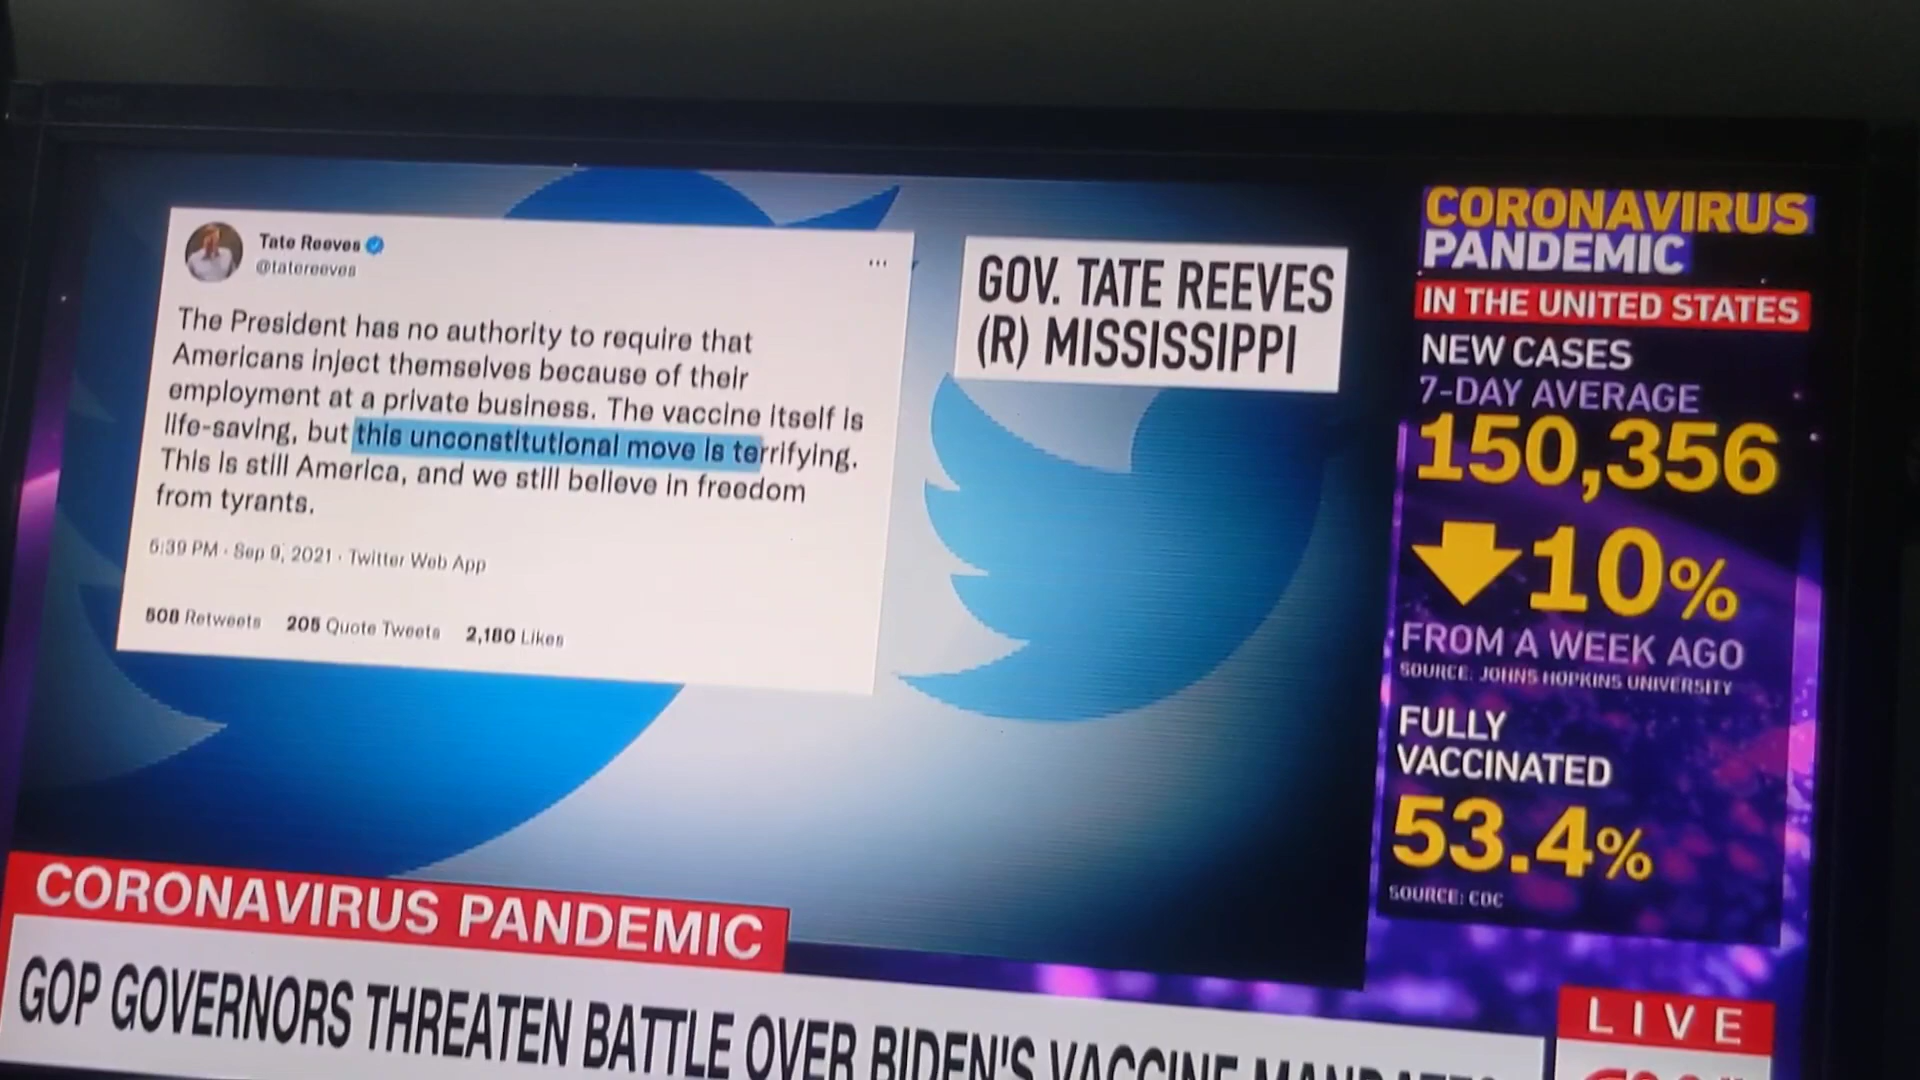 Tate Reeves
@tatereeves
The President has no authority to require that
Americans inject themselves because of their
employment at a private business. The vaccine itself is
life-saving, but this unconstitutional move is terrifying.
This is still America, and we still believe in freedom
from tyrants.
5:39 PM · Sep 9, 2021 · Twitter Web App
508 Retweets 205 Quote Tweets 2,180 Likes
GOV. TATE REEVES
(R) MISSISSIPPI
CORONAVIRUS
PANDEMIC
IN THE UNITED STATES
NEW CASES
7-DAY AVERAGE
150,356
10%
FROM A WEEK AGO
SOURCE: JOHNS HOPKINS UNIVERSITY
FULLY
VACCINATED
53.4%
SOURCE: CDC
CORONAVIRUS PANDEMIC
GOP GOVERNORS THREATEN BATTLE OVER BIDEN'S VACCINE
LIVE